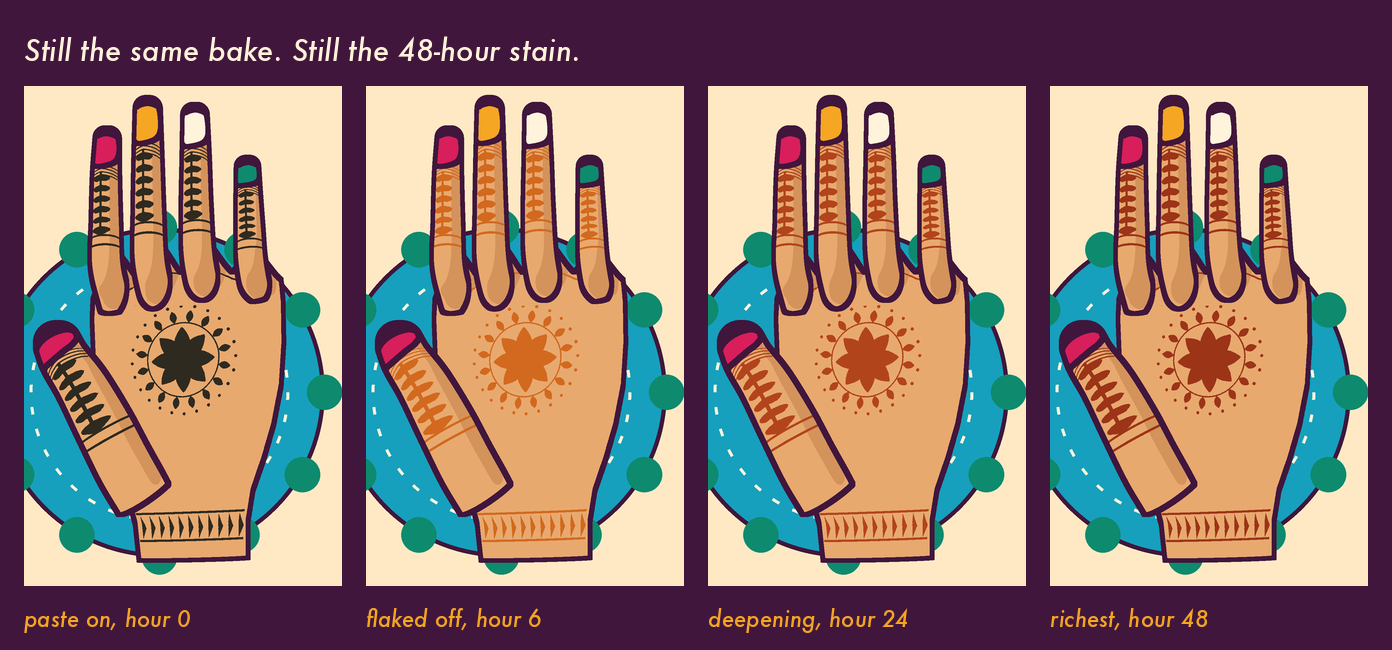 Still the same bake. Still the 48-hour stain.
paste on, hour 0
flaked off, hour 6
deepening, hour 24
richest, hour 48